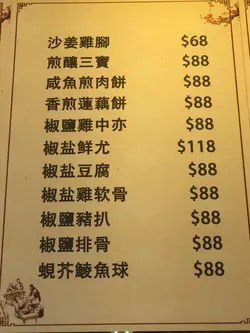 沙姜雞腳 $68
煎釀三寶 $88
咸魚煎肉餅 $88
香煎蓮藕餅 $88
椒鹽雞中亦 $88
椒盐鲜尤 $118
椒盐豆腐 $88
椒盐雞软骨 $88
椒鹽豬扒 $88
椒鹽排骨 $88
蜆芥鯪魚球 $88